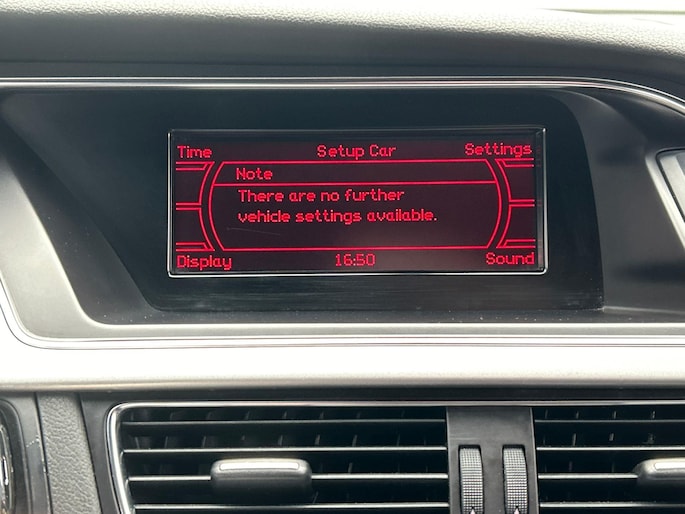 Time Setup Car Settings
Note
There are no further
vehicle settings available.
Display 16:50 Sound